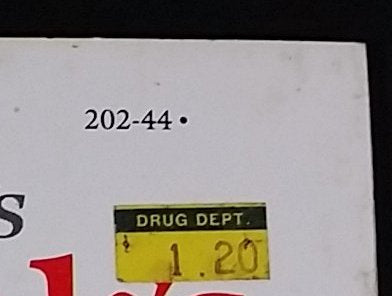 202-44 •
s
DRUG DEPT.
1.20
's